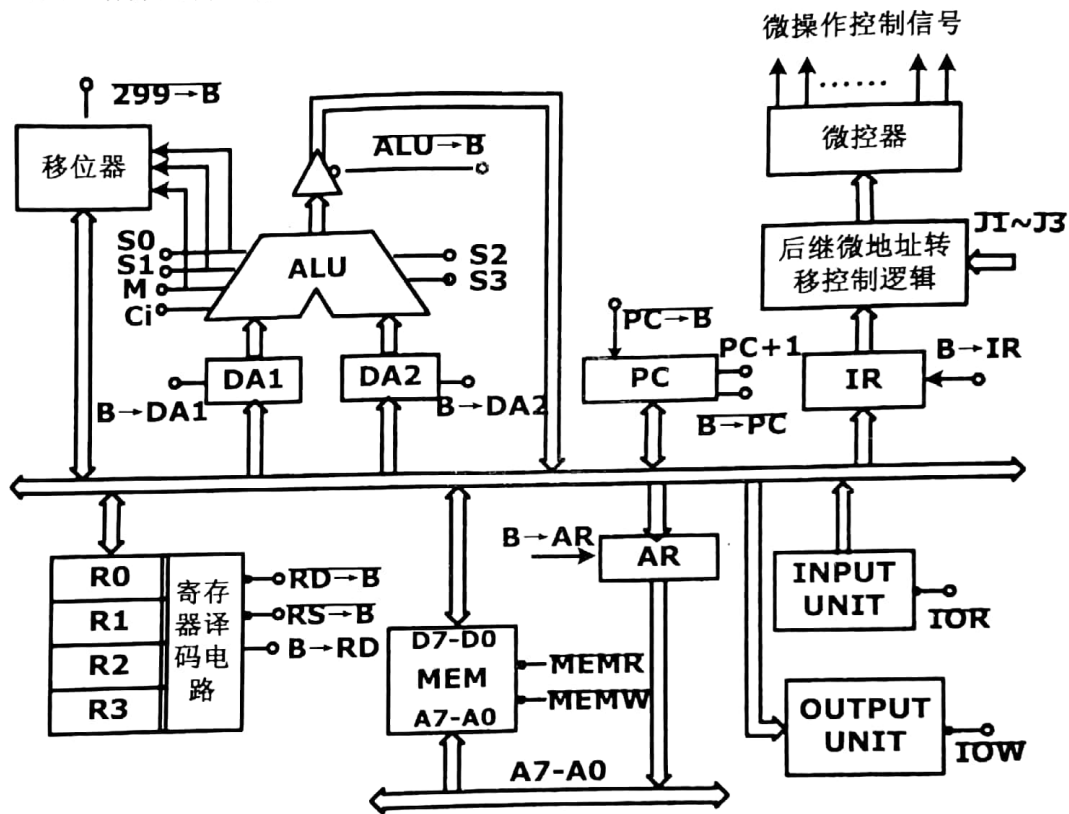 微操作控制信号
......
299→B
移位器
ALU→B
微控器
S0
S1
M
Ci
ALU
S2
S3
后继微地址转
移控制逻辑
J1~J3
DA1
B→DA1
DA2
B→DA2
PC→B
PC
PC+1
B→PC
IR
B→IR
R0
R1
R2
R3
寄存
器译
码电
路
RD→B
RS→B
B→RD
D7-D0
MEM
A7-A0
MEMR
MEMW
B→AR
AR
INPUT
UNIT
IOR
OUTPUT
UNIT
IOW
A7-A0